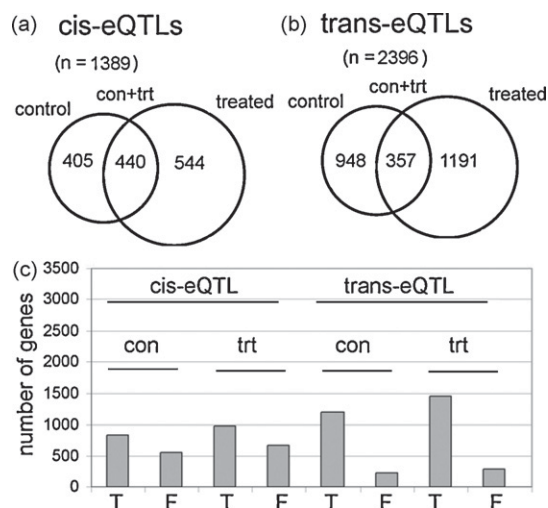 (a) cis-eQTLs
(n = 1389)
control con+trt treated
405 440 544
(b) trans-eQTLs
(n = 2396)
control con+trt treated
948 357 1191
(c)
number of genes
3500
3000
2500
2000
1500
1000
500
0
cis-eQTL trans-eQTL
con trt con trt
T F T F T F T F